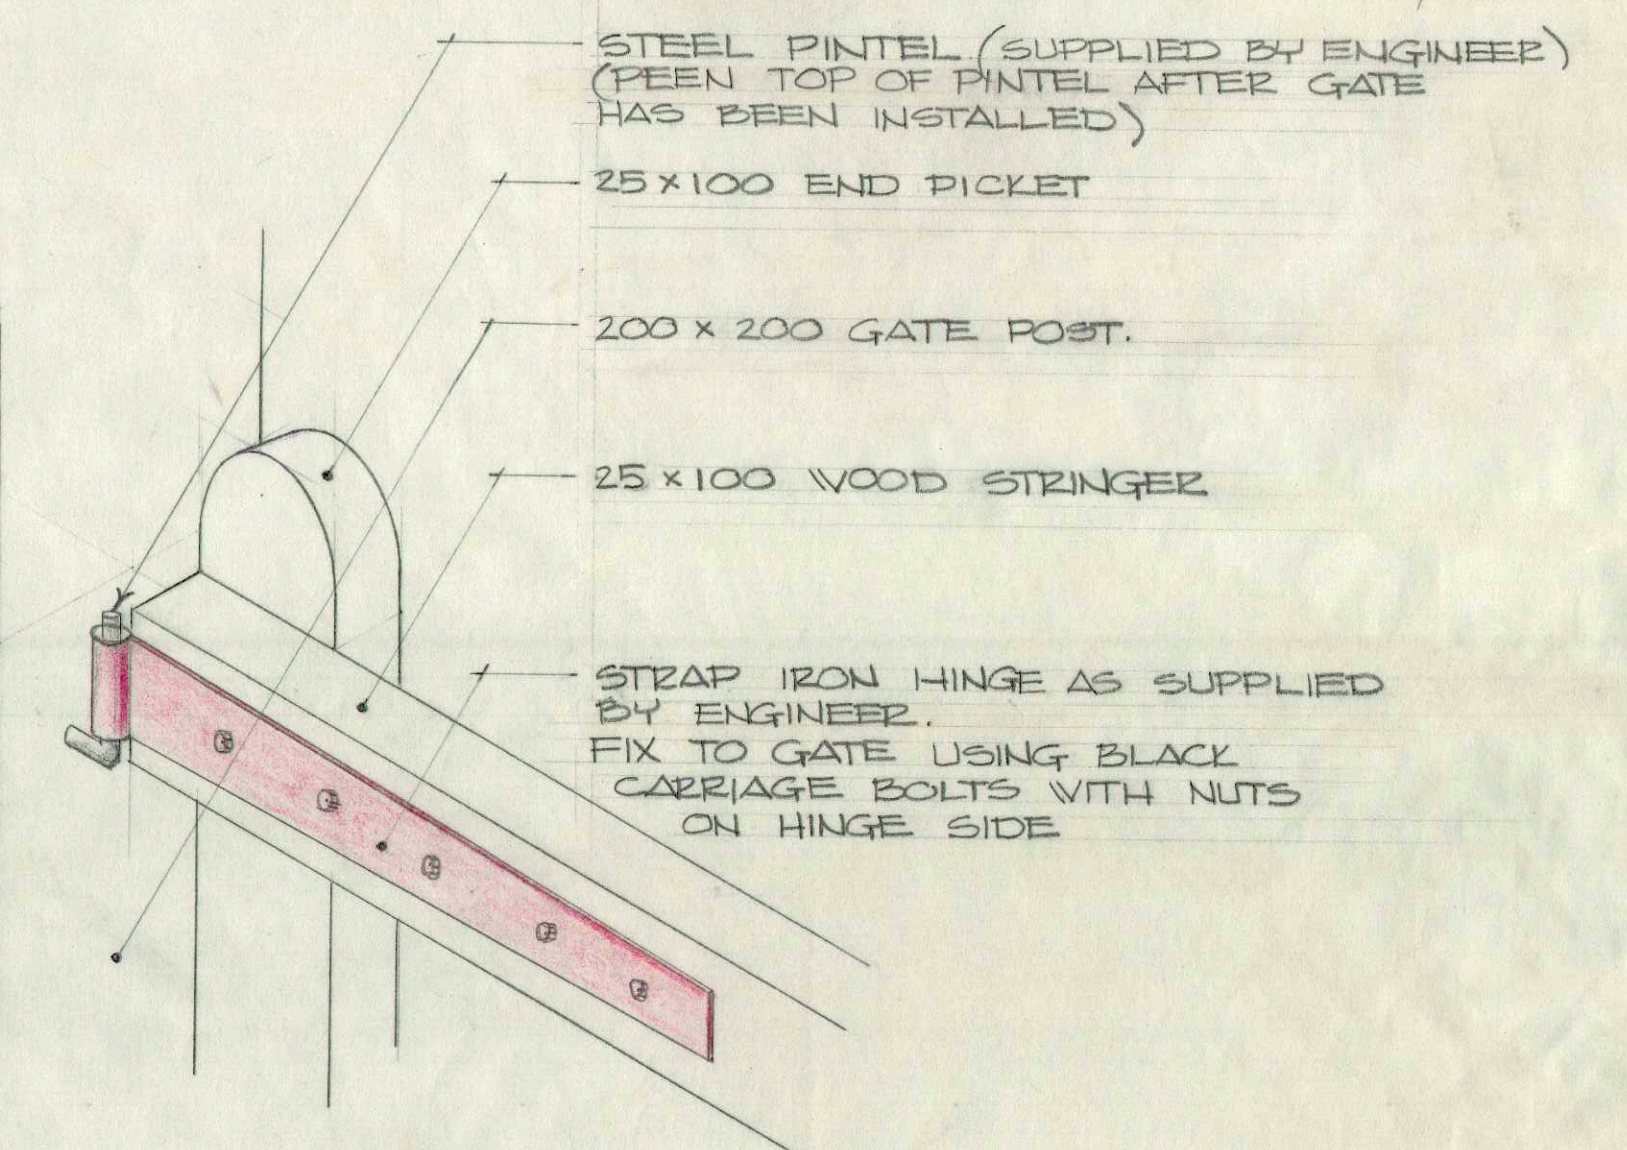 STEEL PINTEL (SUPPLIED BY ENGINEER)
(PEEN TOP OF PINTEL AFTER GATE
HAS BEEN INSTALLED)
25 x 100 END PICKET
200 x 200 GATE POST.
25 x 100 WOOD STRINGER
STRAP IRON HINGE AS SUPPLIED
BY ENGINEER.
FIX TO GATE USING BLACK
CARRIAGE BOLTS WITH NUTS
ON HINGE SIDE